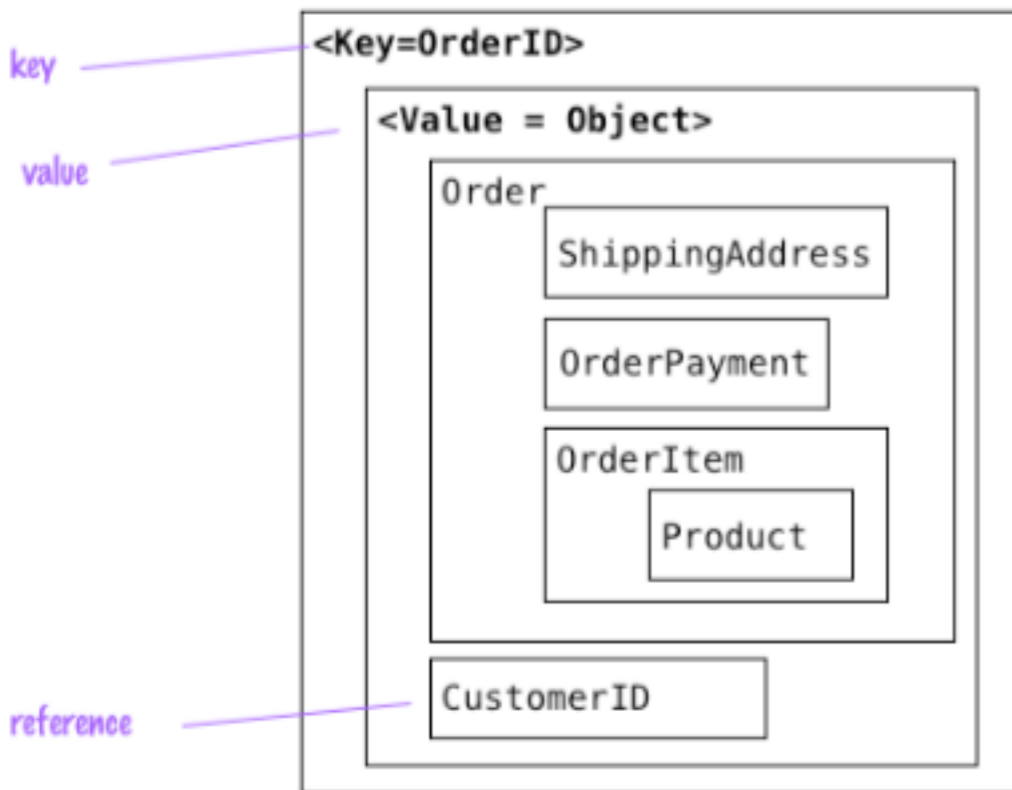 key
<Key=OrderID>
value
<Value = Object>
Order
ShippingAddress
OrderPayment
OrderItem
Product
reference
CustomerID